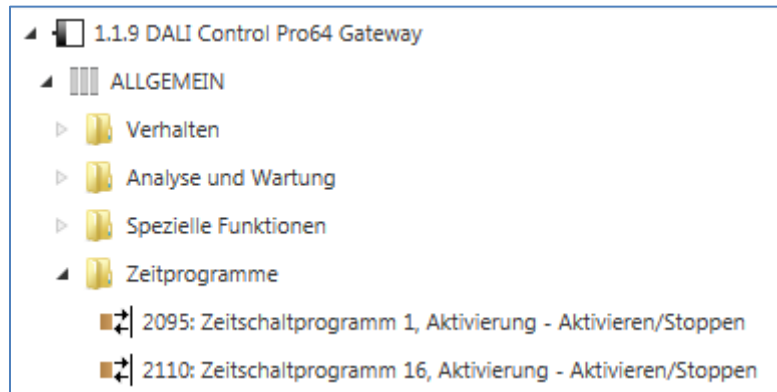 1.1.9 DALI Control Pro64 Gateway
ALLGEMEIN
Verhalten
Analyse und Wartung
Spezielle Funktionen
Zeitprogramme
2095: Zeitschaltprogramm 1, Aktivierung - Aktivieren/Stoppen
2110: Zeitschaltprogramm 16, Aktivierung - Aktivieren/Stoppen